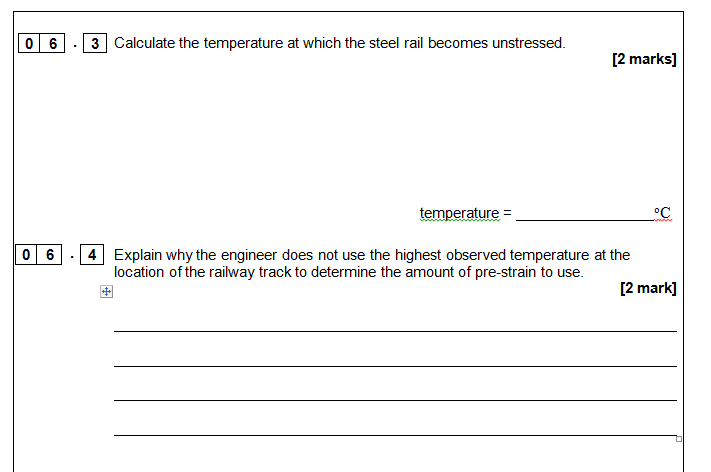 0 6 . 3 Calculate the temperature at which the steel rail becomes unstressed.
[2 marks]
temperature = ____________________ °C
0 6 . 4 Explain why the engineer does not use the highest observed temperature at the
location of the railway track to determine the amount of pre-strain to use.
[2 mark]